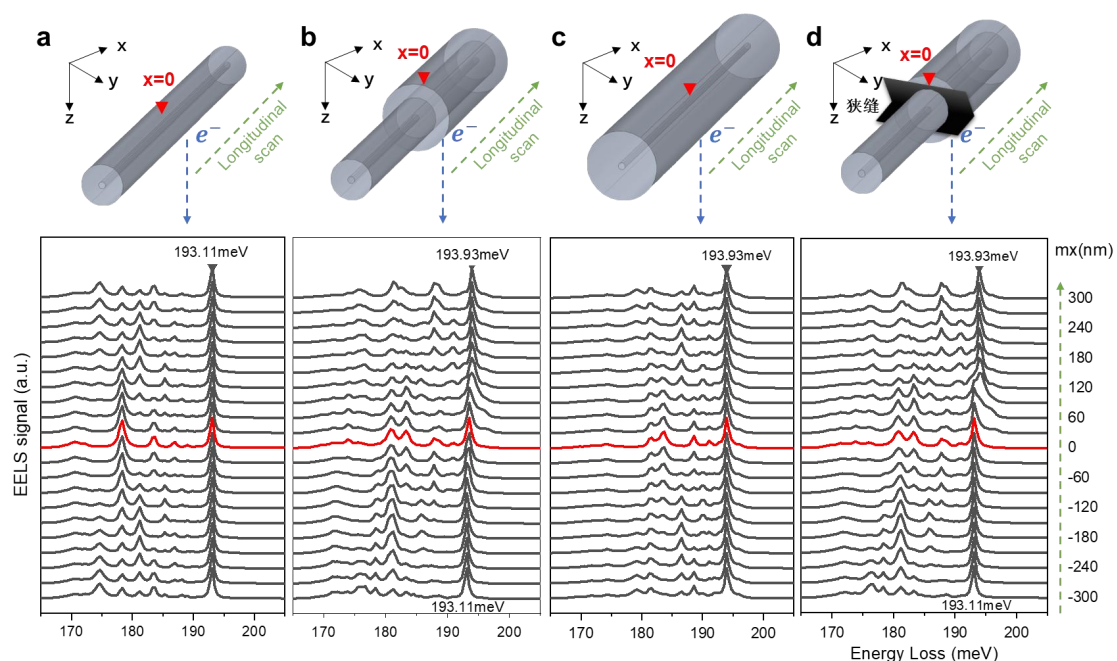 a
x
y
z
x=0
e⁻
Longitudinal
scan
b
x
y
z
x=0
e⁻
Longitudinal
scan
c
x
y
z
x=0
e⁻
Longitudinal
scan
d
x
y
z
x=0
狭缝
e⁻
Longitudinal
scan
193.11meV
193.93meV
193.93meV
193.93meV
mx(nm)
300
240
180
120
60
0
-60
-120
-180
-240
-300
EELS signal (a.u.)
193.11meV
193.11meV
170 180 190 200
170 180 190 200
170 180 190 200
170 180 190 200
Energy Loss (meV)